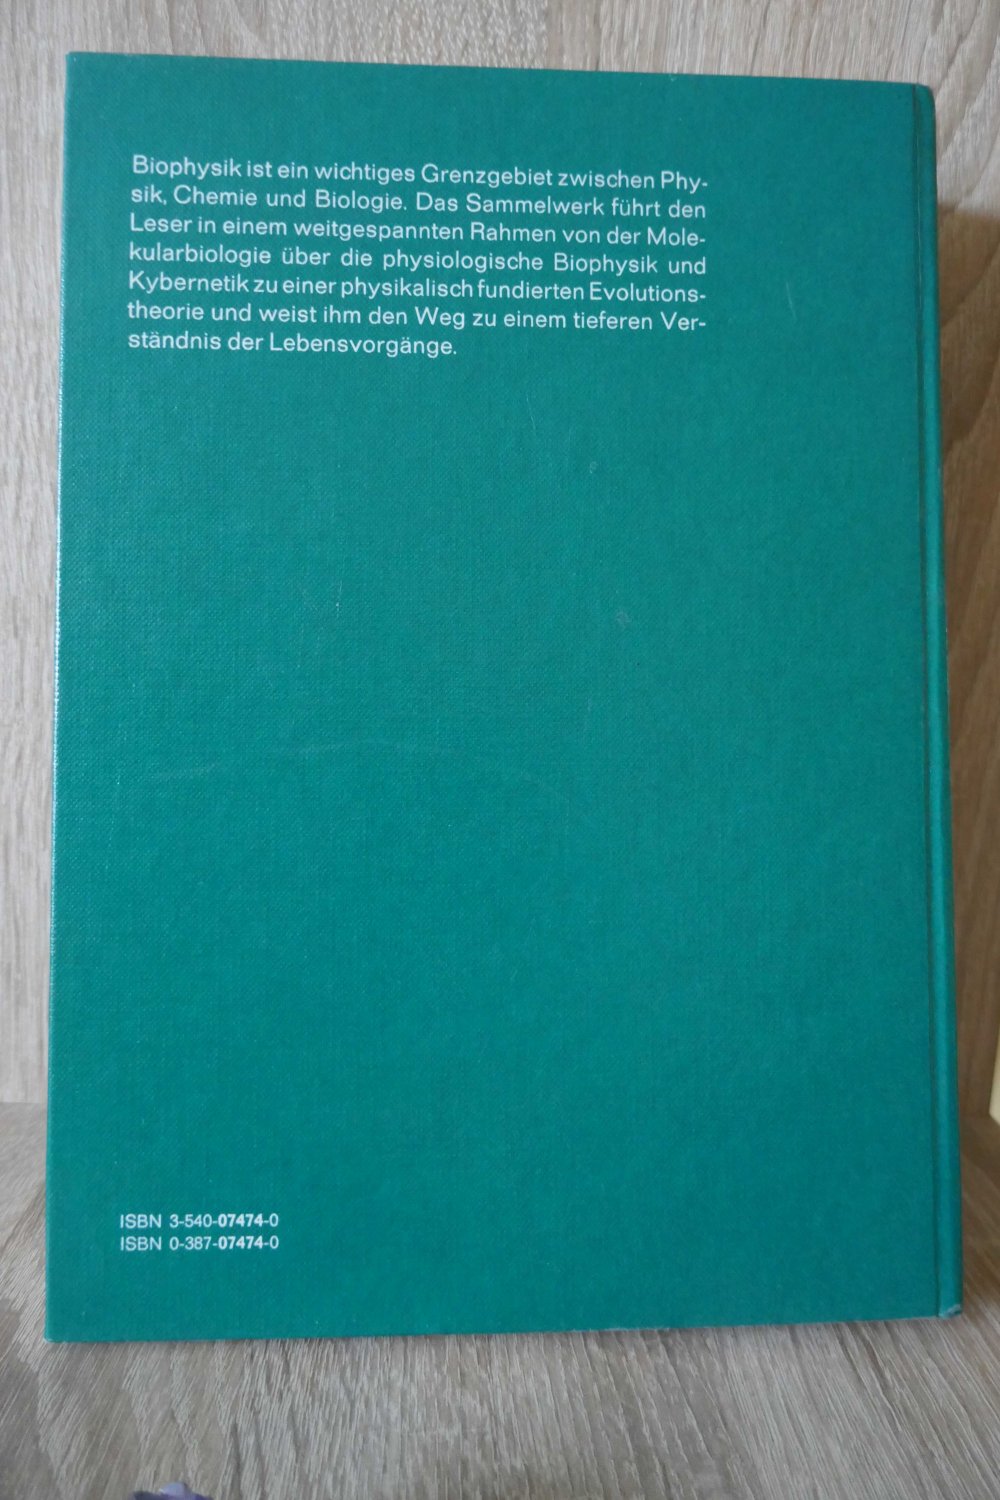 Biophysik ist ein wichtiges Grenzgebiet zwischen Phy-
sik, Chemie und Biologie. Das Sammelwerk führt den
Leser in einem weitgespannten Rahmen von der Mole-
kularbiologie über die physiologische Biophysik und
Kybernetik zu einer physikalisch fundierten Evolutions-
theorie und weist ihm den Weg zu einem tieferen Ver-
ständnis der Lebensvorgänge.
ISBN 3-540-07474-0
ISBN 0-387-07474-0